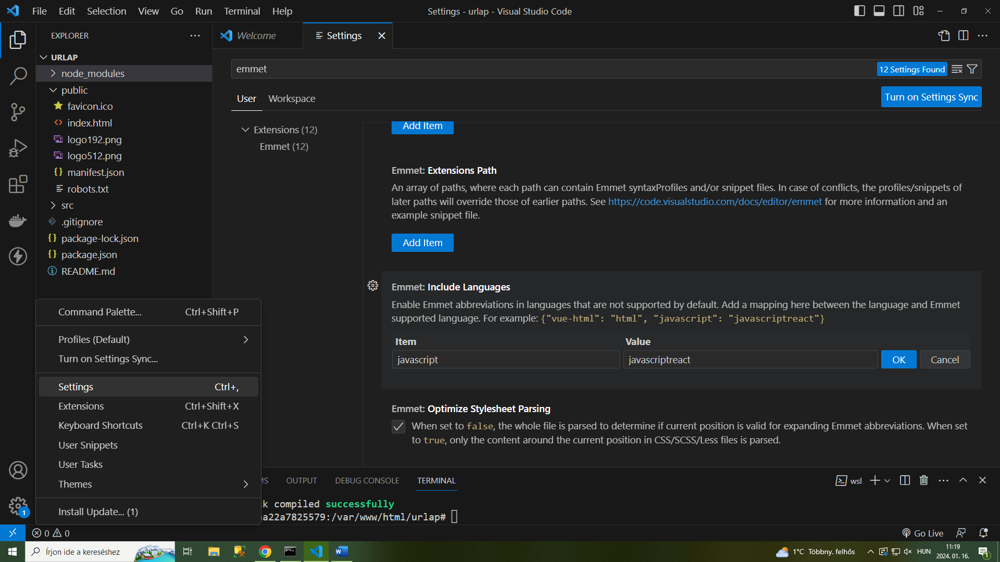 File Edit Selection View Go Run Terminal Help
Settings - urlap - Visual Studio Code
EXPLORER
URLAP
node_modules
public
favicon.ico
index.html
logo192.png
logo512.png
manifest.json
robots.txt
src
.gitignore
package-lock.json
package.json
README.md
Command Palette... Ctrl+Shift+P
Profiles (Default)
Turn on Settings Sync...
Settings Ctrl+,
Extensions Ctrl+Shift+X
Keyboard Shortcuts Ctrl+K Ctrl+S
User Snippets
User Tasks
Themes
Install Update... (1)
1
Welcome Settings
emmet
12 Settings Found
User Workspace
Turn on Settings Sync
Extensions (12)
Emmet (12)
Add Item
Emmet: Extensions Path
An array of paths, where each path can contain Emmet syntaxProfiles and/or snippet files. In case of conflicts, the profiles/snippets of
later paths will override those of earlier paths. See https://code.visualstudio.com/docs/editor/emmet for more information and an
example snippet file.
Add Item
Emmet: Include Languages
Enable Emmet abbreviations in languages that are not supported by default. Add a mapping here between the language and Emmet
supported language. For example: {"vue-html": "html", "javascript": "javascriptreact"}
Item Value
javascript javascriptreact OK Cancel
Emmet: Optimize Stylesheet Parsing
When set to false, the whole file is parsed to determine if current position is valid for expanding Emmet abbreviations. When set
to true, only the content around the current position in CSS/SCSS/Less files is parsed.
MS OUTPUT DEBUG CONSOLE TERMINAL
wsl
k compiled successfully
a22a7825579:/var/www/html/urlap#
0 0
Go Live
Írjon ide a kereséshez
1°C Többny. felhős
HUN
11:19
2024. 01. 16.
1